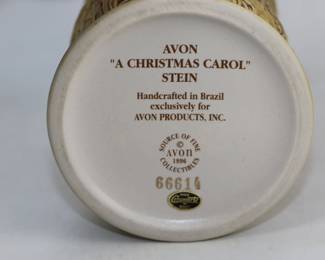 AVON
"A CHRISTMAS CAROL"
STEIN
Handcrafted in Brazil
exclusively for
AVON PRODUCTS, INC.
SOURCE OF FINE
©
AVON
1996
COLLECTIBLES
66614